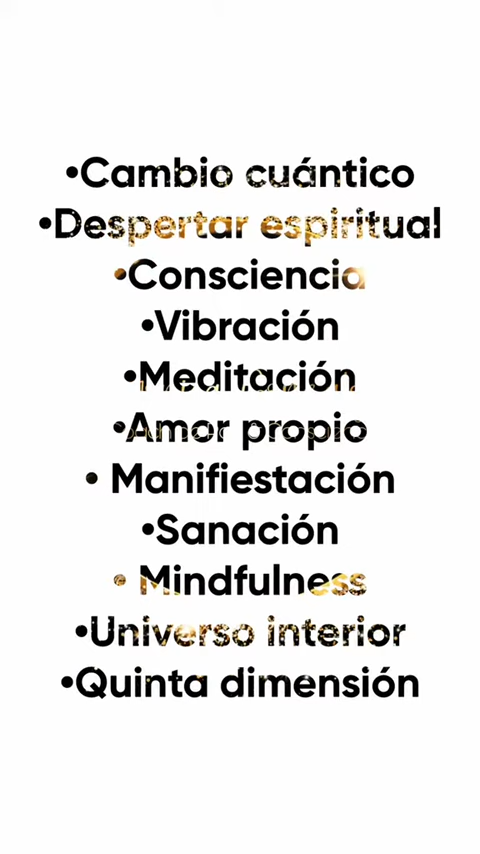 •Cambio cuántico
•Despertar espiritual
•Consciencia
•Vibración
•Meditación
•Amor propio
• Manifiestación
•Sanación
• Mindfulness
•Universo interior
•Quinta dimensión